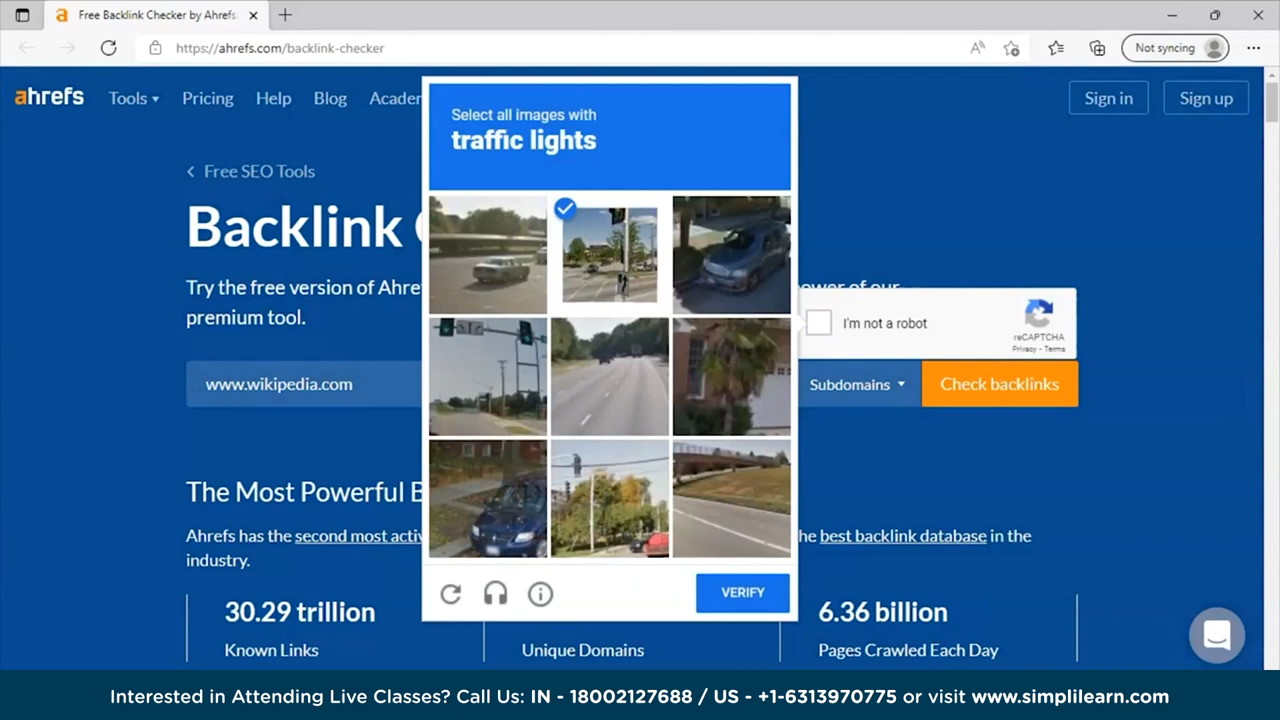 Free Backlink Checker by Ahrefs
https://ahrefs.com/backlink-checker
Not syncing
ahrefs
Tools
Pricing
Help
Blog
Acader
Sign in
Sign up
Select all images with
traffic lights
Free SEO Tools
Backlink
Try the free version of Ahre
premium tool.
www.wikipedia.com
I'm not a robot
reCAPTCHA
Privacy - Terms
Subdomains
Check backlinks
The Most Powerful B
Ahrefs has the second most activ
he best backlink database in the
industry.
VERIFY
30.29 trillion
Known Links
Unique Domains
6.36 billion
Pages Crawled Each Day
Interested in Attending Live Classes? Call Us: IN - 18002127688 / US - +1-6313970775 or visit www.simplilearn.com